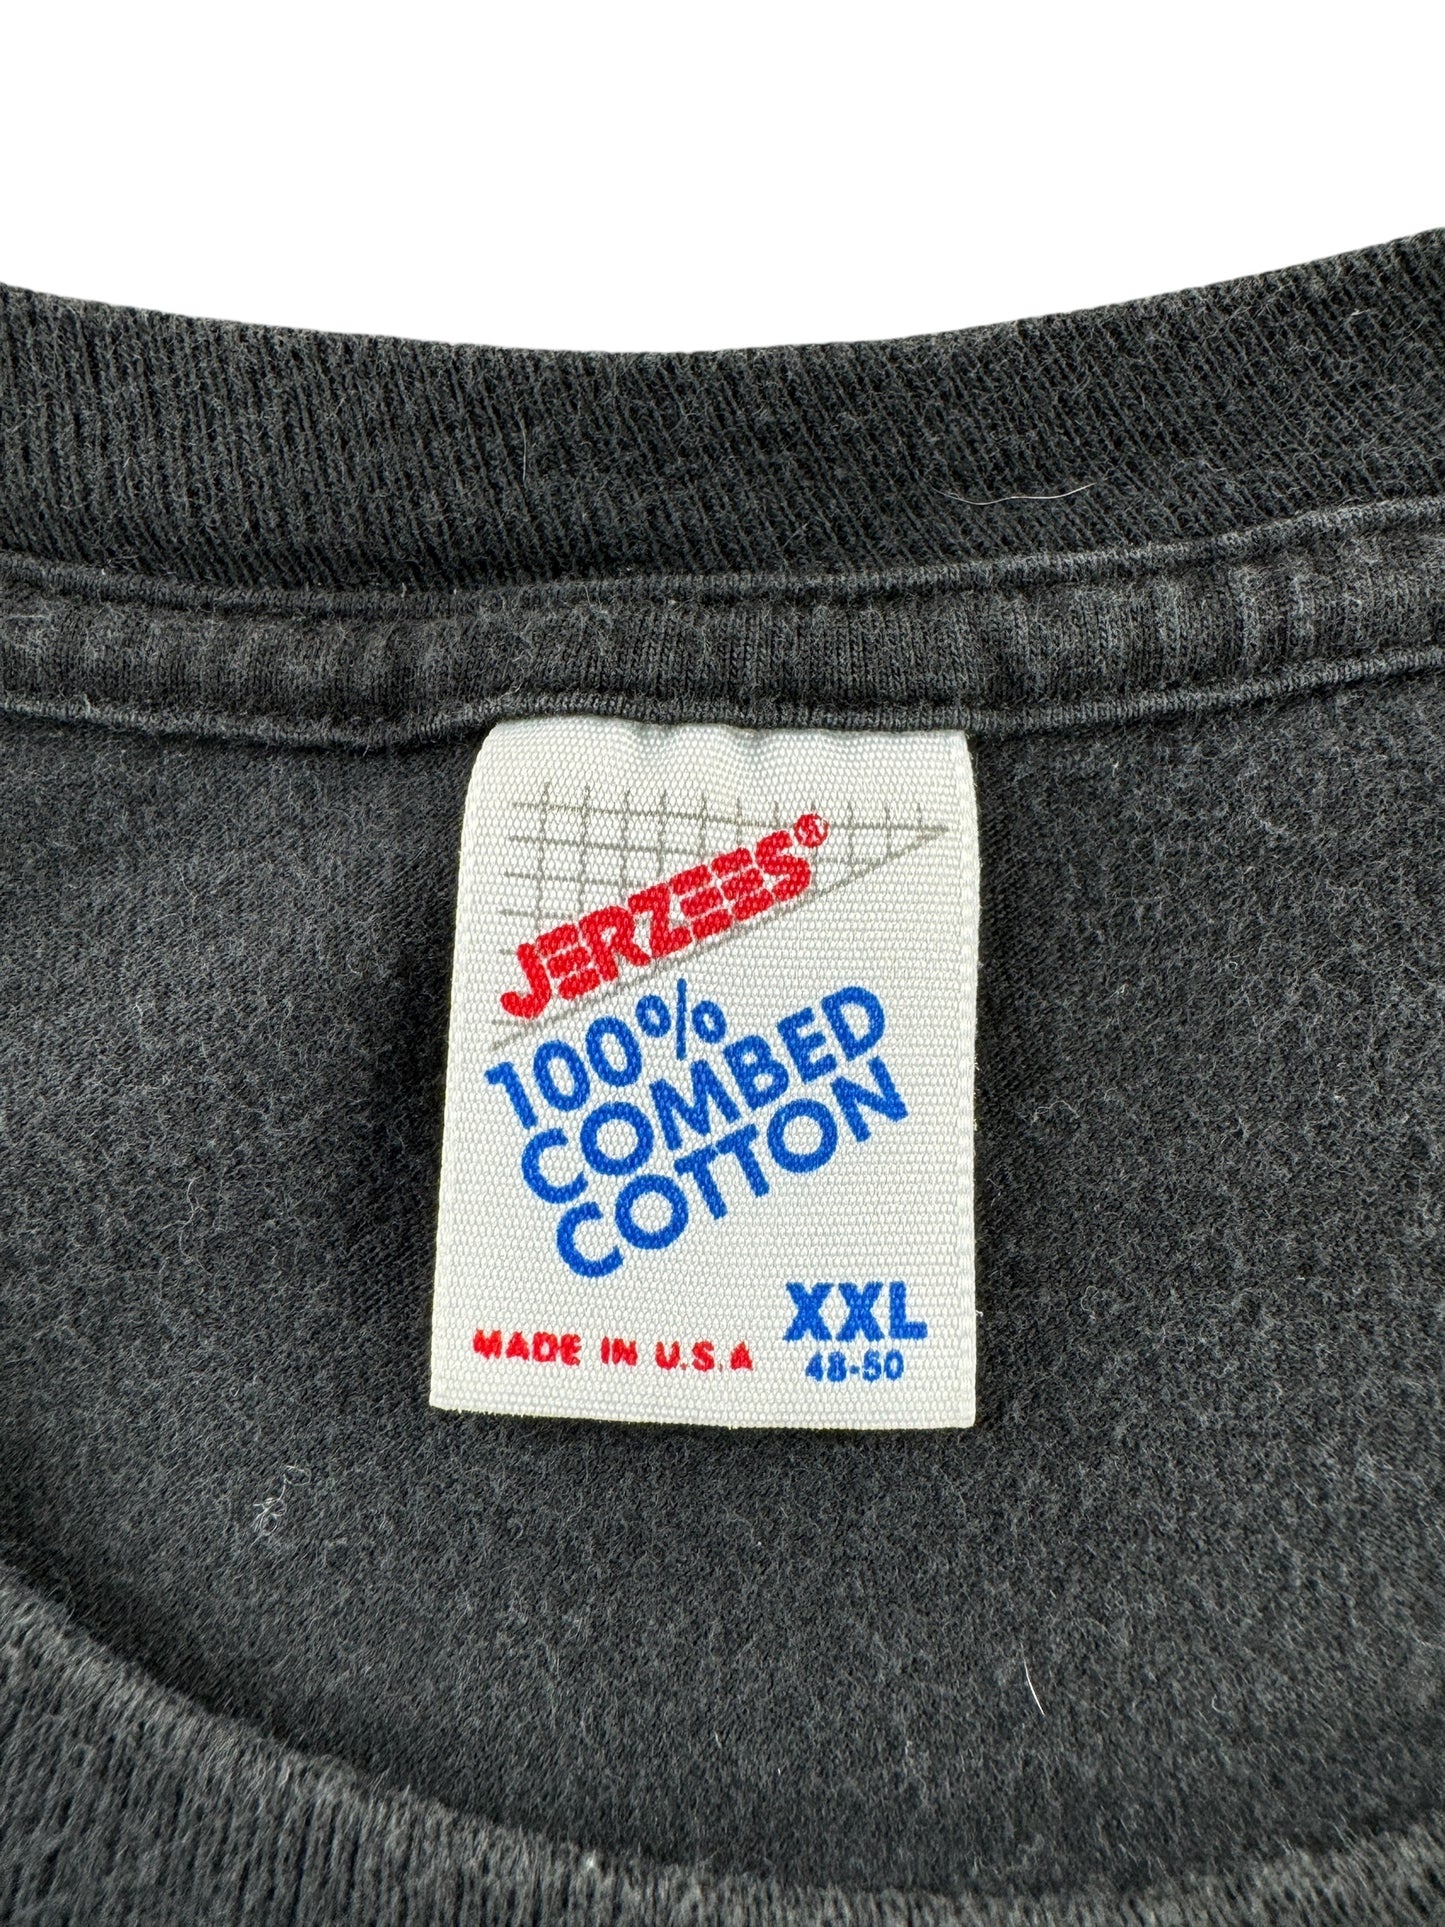 JERZEES®
100%
COMBED
COTTON
XXL
MADE IN U.S.A 48-50